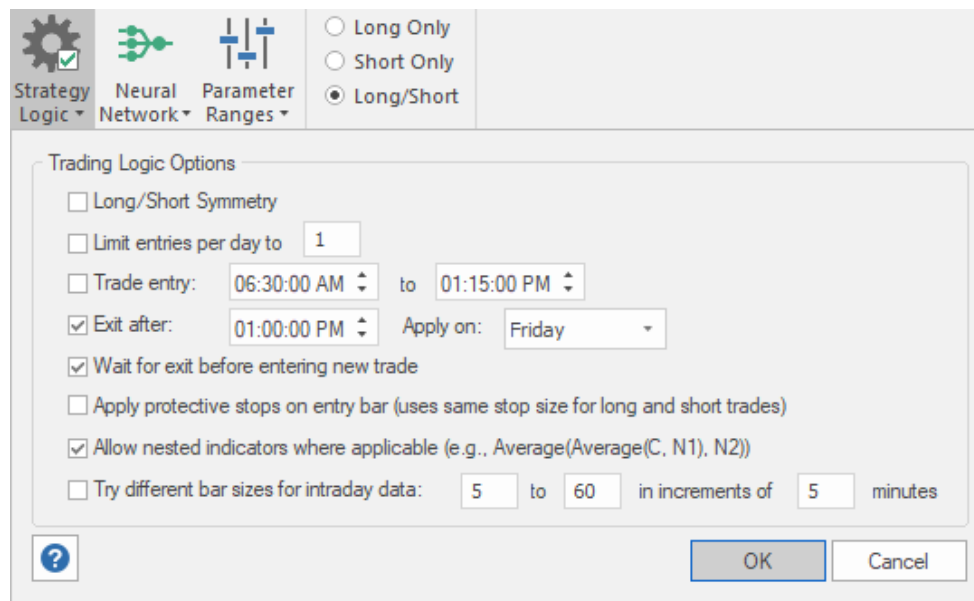 Strategy Logic
Neural Network
Parameter Ranges
Long Only
Short Only
Long/Short
Trading Logic Options
Long/Short Symmetry
Limit entries per day to 1
Trade entry: 06:30:00 AM to 01:15:00 PM
Exit after: 01:00:00 PM Apply on: Friday
Wait for exit before entering new trade
Apply protective stops on entry bar (uses same stop size for long and short trades)
Allow nested indicators where applicable (e.g., Average(Average(C, N1), N2))
Try different bar sizes for intraday data: 5 to 60 in increments of 5 minutes
?
OK Cancel